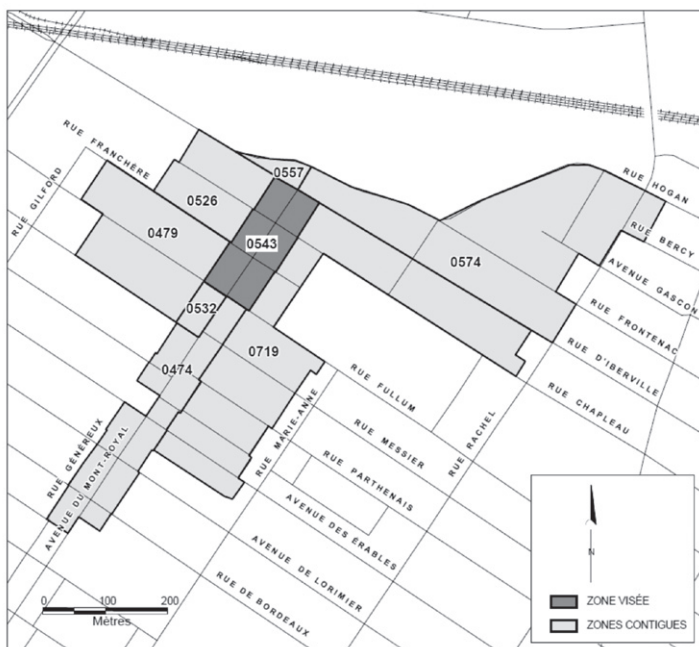 RUE FRANCHÈRE
RUE GILFORD
0557
0526
RUE HOGAN
0479
0543
RUE BERCY
0574
AVENUE GASCON
0532
RUE FRONTENAC
0719
0474
RUE D'IBERVILLE
RUE FULLUM
RUE CHAPLEAU
RUE MARIE-ANNE
RUE MESSIER
RUE RACHEL
RUE GÉNÉREUX
AVENUE DU MONT-ROYAL
RUE PARTHENAIS
AVENUE DES ÉRABLES
AVENUE DE LORIMIER
RUE DE BORDEAUX
N
0 100 200
Mètres
ZONE VISÉE
ZONES CONTIGUES